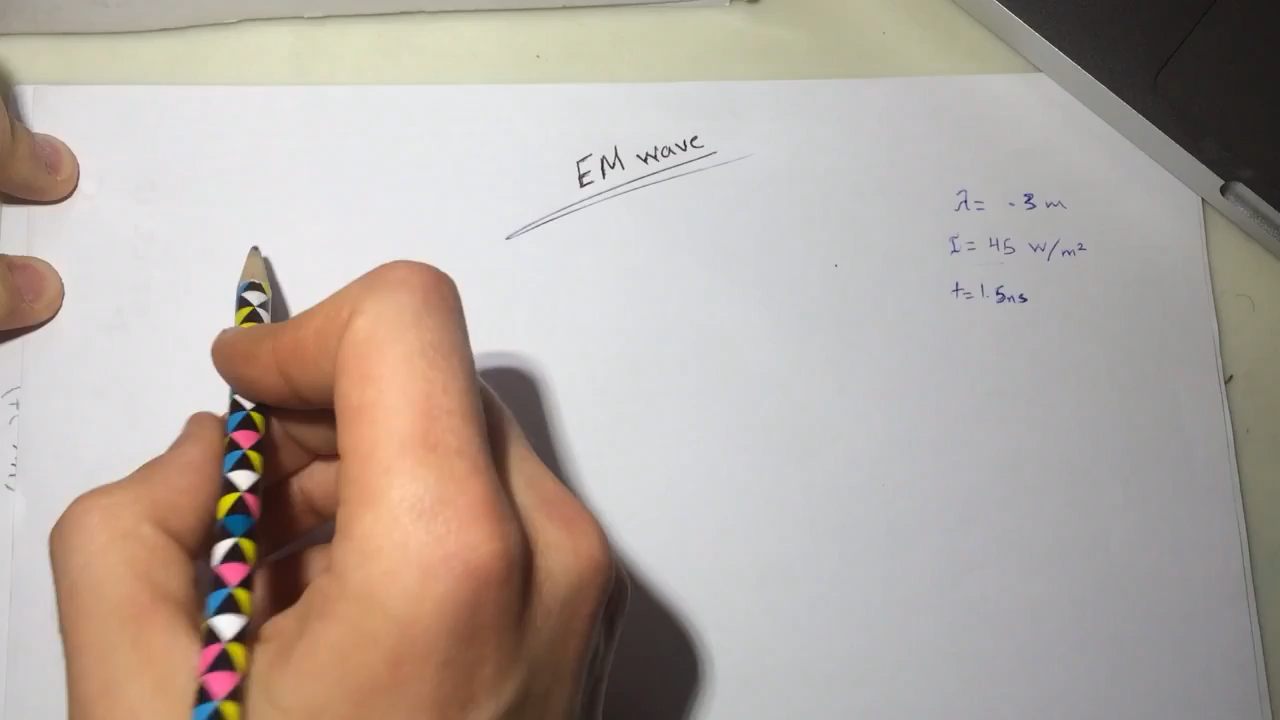 EM wave
λ= .3 m
I= 45 W/m²
t=1.5ns